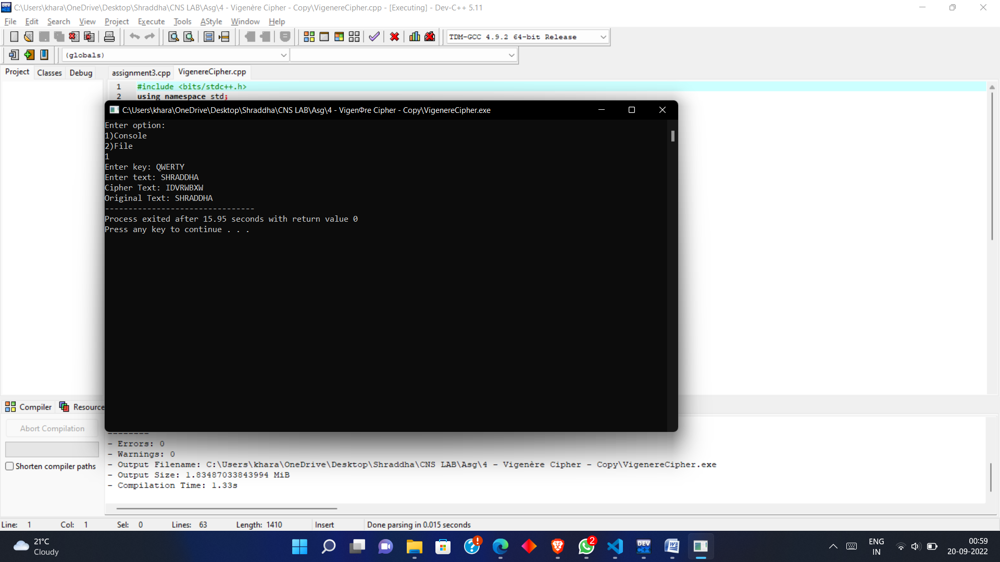 C:\Users\khara\OneDrive\Desktop\Shraddha\CNS LAB\Asg\4 - Vigenère Cipher - Copy\VigenereCipher.cpp - [Executing] - Dev-C++ 5.11
File Edit Search View Project Execute Tools AStyle Window Help
TDM-GCC 4.9.2 64-bit Release
(globals)
Project Classes Debug assignment3.cpp VigenereCipher.cpp
1 #include <bits/stdc++.h>
2 using namespace std;
C:\Users\khara\OneDrive\Desktop\Shraddha\CNS LAB\Asg\4 - VigenΦre Cipher - Copy\VigenereCipher.exe
Enter option:
1)Console
2)File
1
Enter key: QWERTY
Enter text: SHRADDHA
Cipher Text: IDVRWBXW
Original Text: SHRADDHA
--------------------------------
Process exited after 15.95 seconds with return value 0
Press any key to continue . . .
Compiler Resource
Abort Compilation
Shorten compiler paths
--------
- Errors: 0
- Warnings: 0
- Output Filename: C:\Users\khara\OneDrive\Desktop\Shraddha\CNS LAB\Asg\4 - Vigenère Cipher - Copy\VigenereCipher.exe
- Output Size: 1.83487033843994 MiB
- Compilation Time: 1.33s
Line: 1 Col: 1 Sel: 0 Lines: 63 Length: 1410 Insert Done parsing in 0.015 seconds
21°C
Cloudy
2
DEV
C++
ENG
IN
00:59
20-09-2022